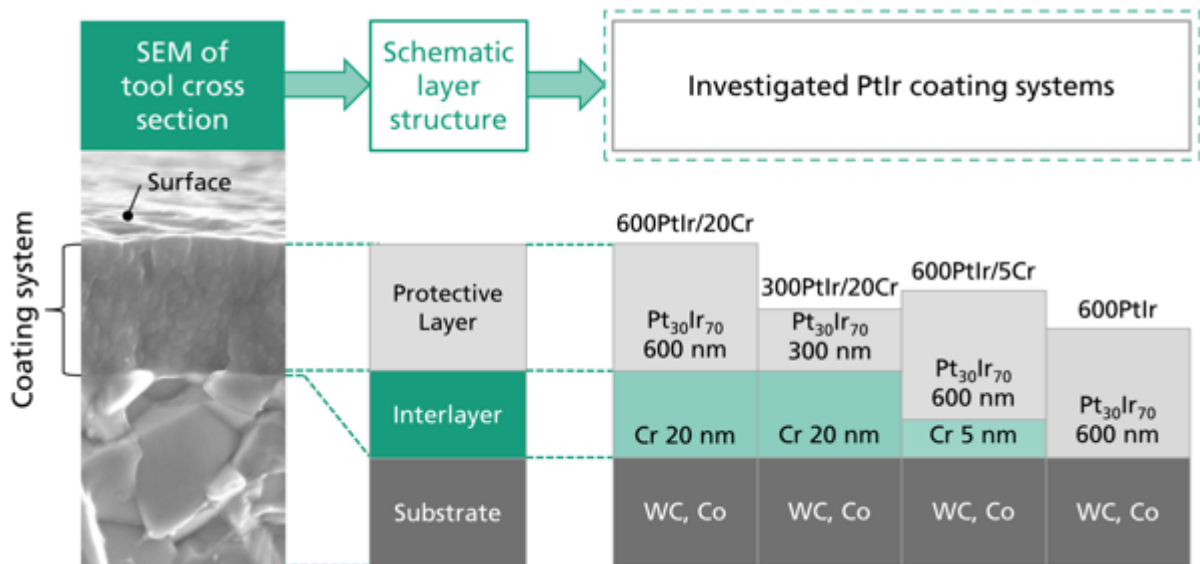 SEM of
tool cross
section
Schematic
layer
structure
Investigated PtIr coating systems
Surface
Coating system
Protective
Layer
Interlayer
Substrate
600PtIr/20Cr
Pt₃₀Ir₇₀
600 nm
Cr 20 nm
WC, Co
300PtIr/20Cr
Pt₃₀Ir₇₀
300 nm
Cr 20 nm
WC, Co
600PtIr/5Cr
Pt₃₀Ir₇₀
600 nm
Cr 5 nm
WC, Co
600PtIr
Pt₃₀Ir₇₀
600 nm
WC, Co